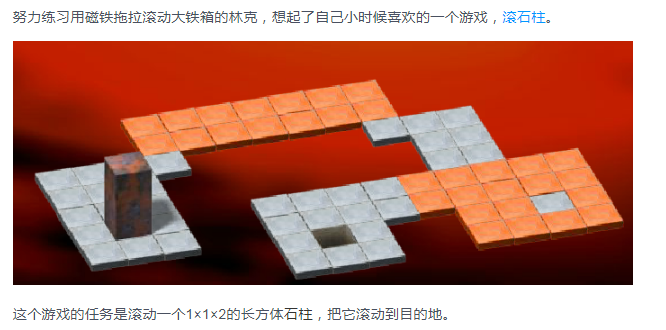 努力练习用磁铁拖拉滚动大铁箱的林克，想起了自己小时候喜欢的一个游戏，滚石柱。
这个游戏的任务是滚动一个1×1×2的长方体石柱，把它滚动到目的地。